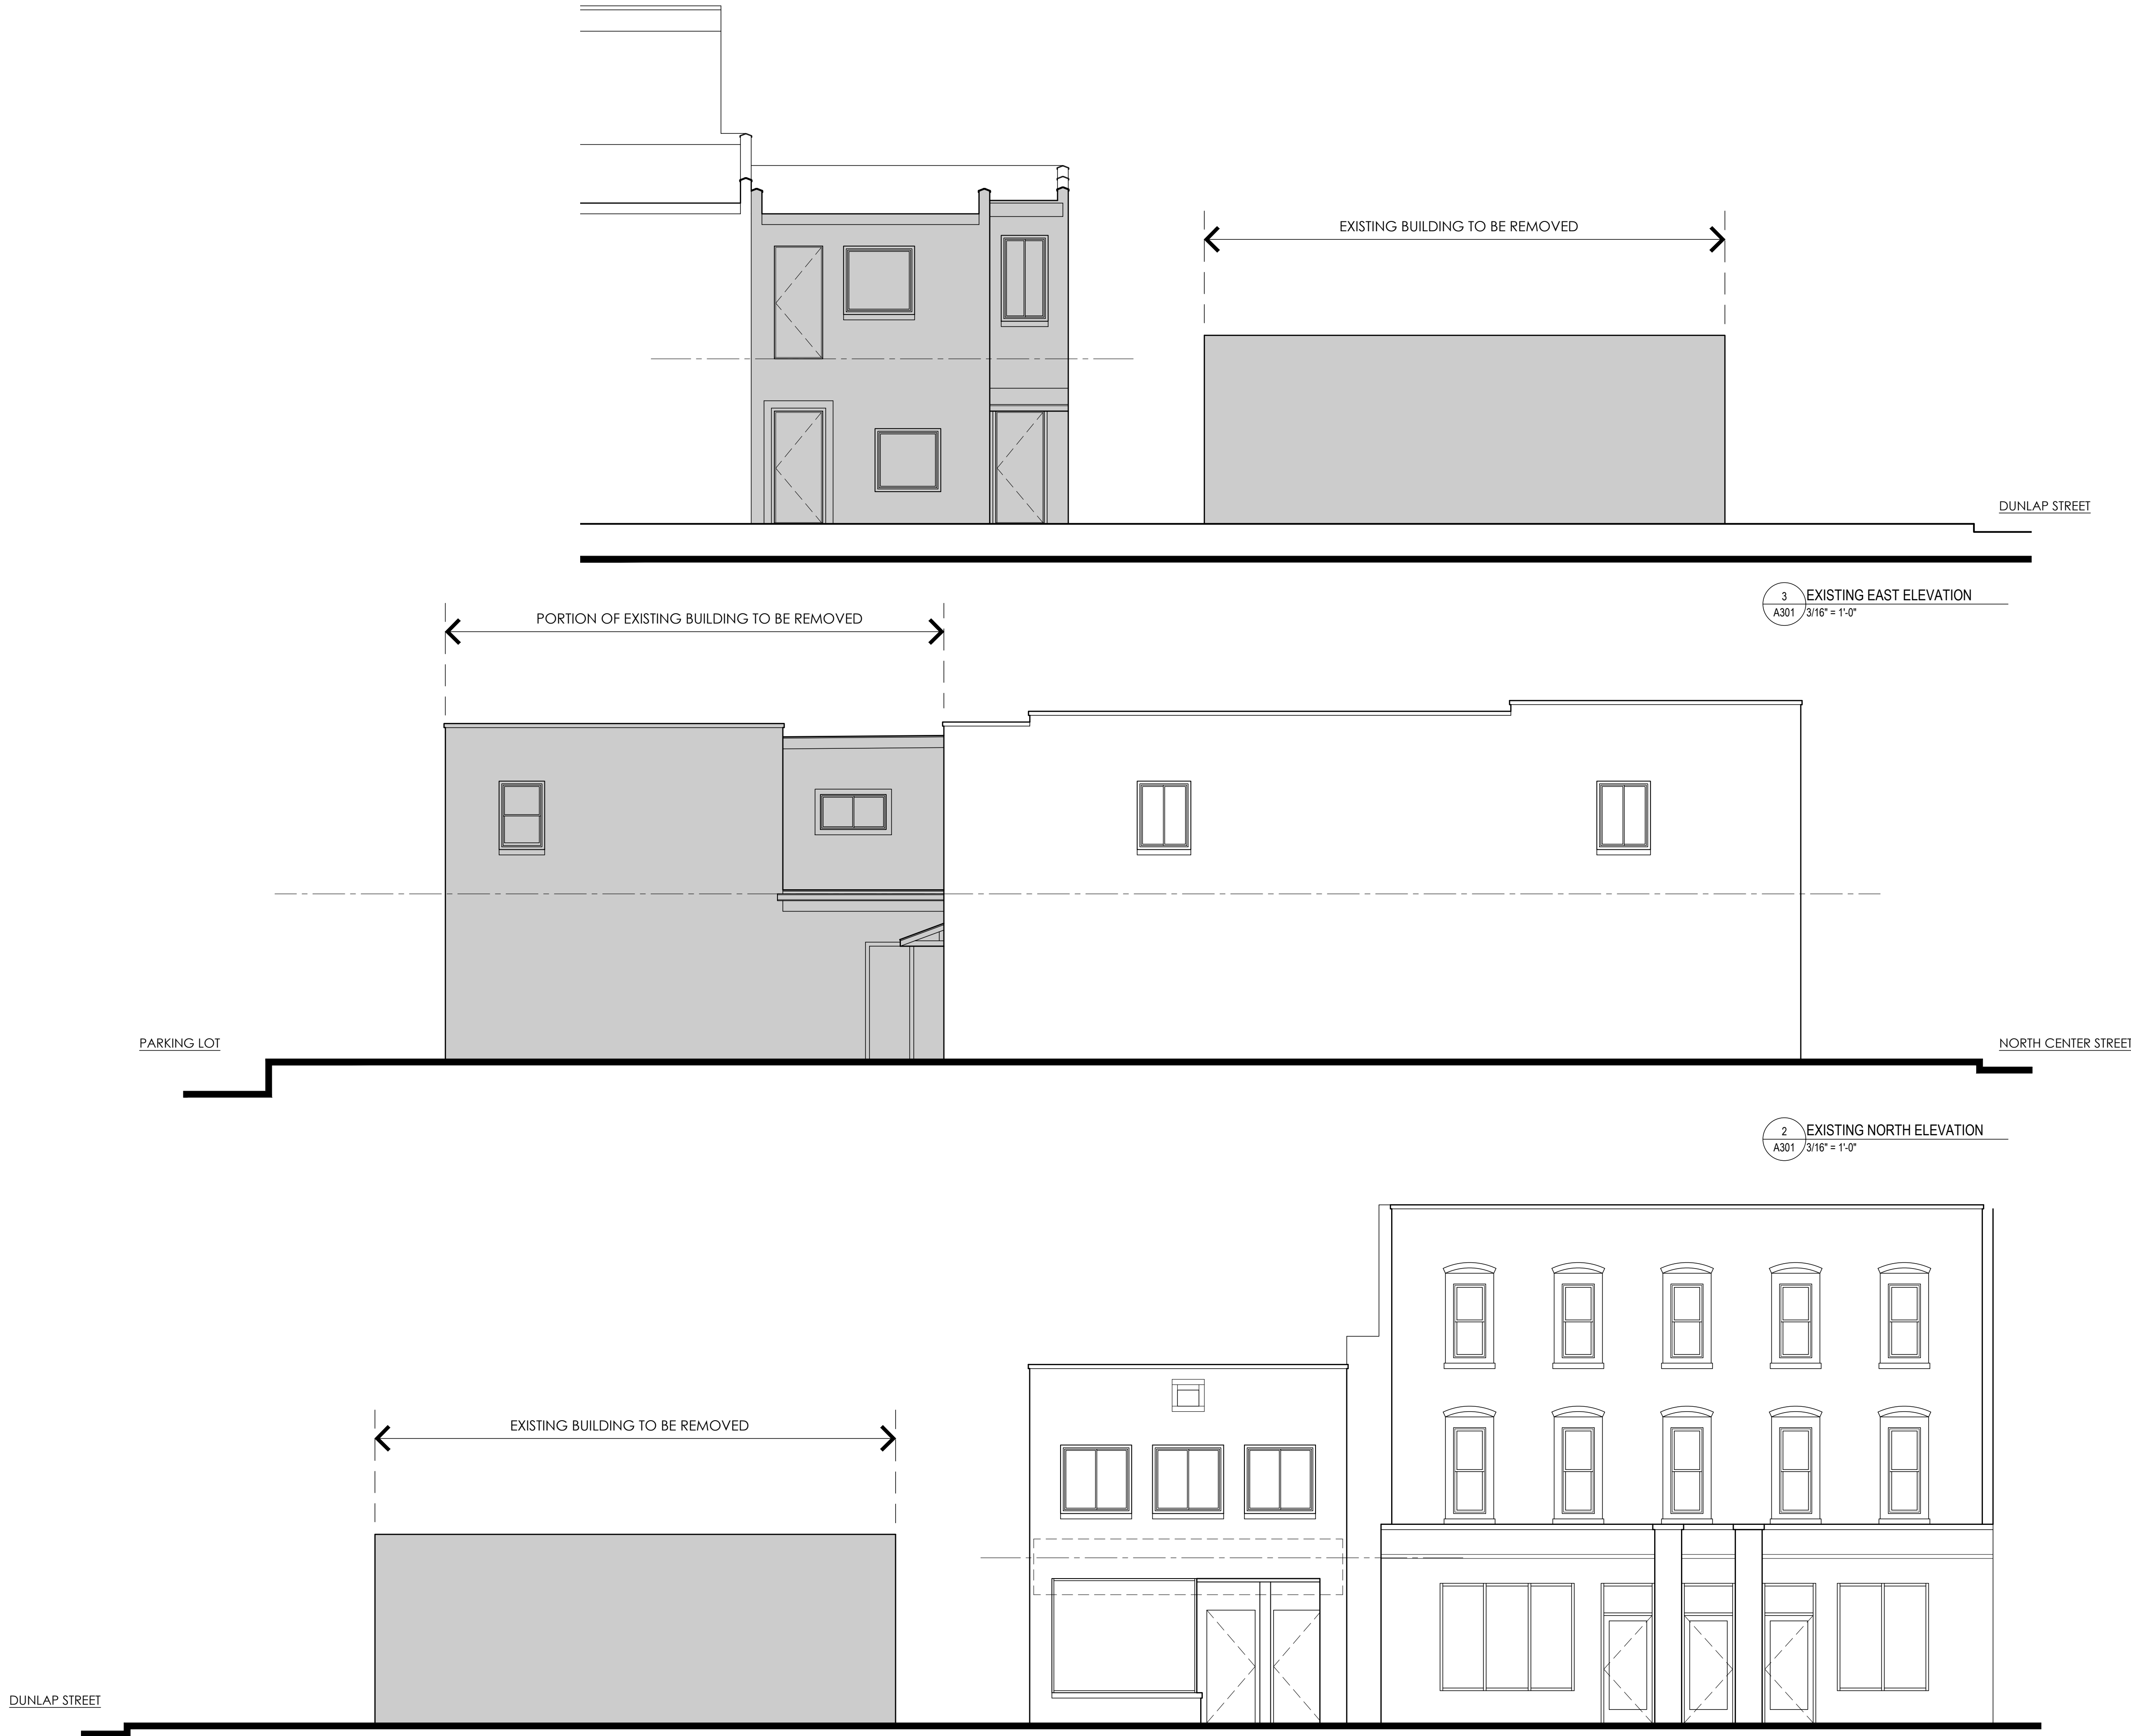 EXISTING BUILDING TO BE REMOVED
DUNLAP STREET
3
A301
EXISTING EAST ELEVATION
3/16" = 1'-0"
PORTION OF EXISTING BUILDING TO BE REMOVED
PARKING LOT
NORTH CENTER STREET
2
A301
EXISTING NORTH ELEVATION
3/16" = 1'-0"
EXISTING BUILDING TO BE REMOVED
DUNLAP STREET